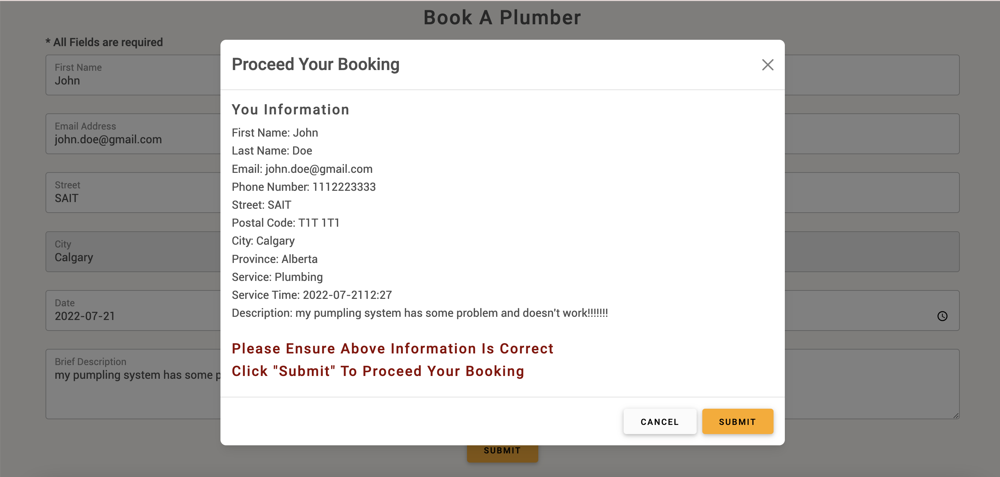 Book A Plumber
* All Fields are required
Proceed Your Booking
First Name
John
You Information
First Name: John
Last Name: Doe
Email: john.doe@gmail.com
Phone Number: 1112223333
Street: SAIT
Postal Code: T1T 1T1
City: Calgary
Province: Alberta
Service: Plumbing
Service Time: 2022-07-2112:27
Description: my pumpling system has some problem and doesn't work!!!!!!!
Please Ensure Above Information Is Correct
Click "Submit" To Proceed Your Booking
CANCEL
SUBMIT
Email Address
john.doe@gmail.com
Street
SAIT
City
Calgary
Date
2022-07-21
Brief Description
my pumpling system has some
SUBMIT